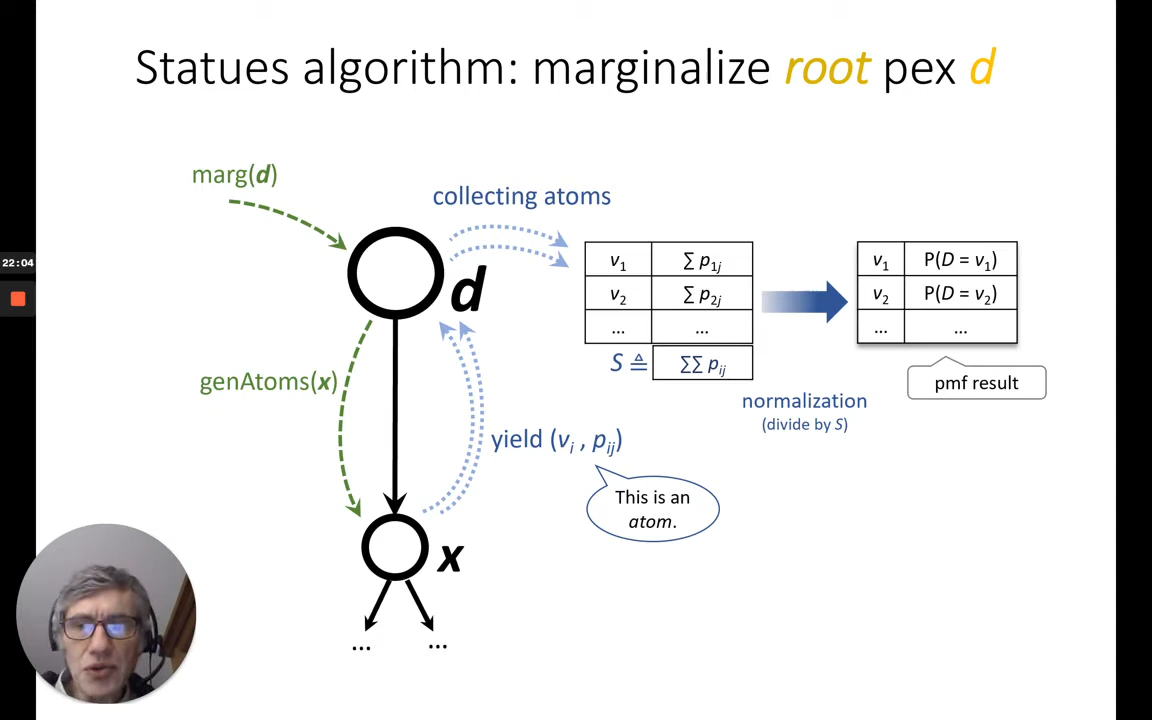 Statues algorithm: marginalize root pex d
marg(d)
collecting atoms
v1 ∑ p1j
v2 ∑ p2j
... ...
S ≜ ∑∑ pij
v1 P(D = v1)
v2 P(D = v2)
... ...
pmf result
normalization
(divide by S)
22:04
d
genAtoms(x)
yield (vi , pij)
This is an
atom.
x
... ...